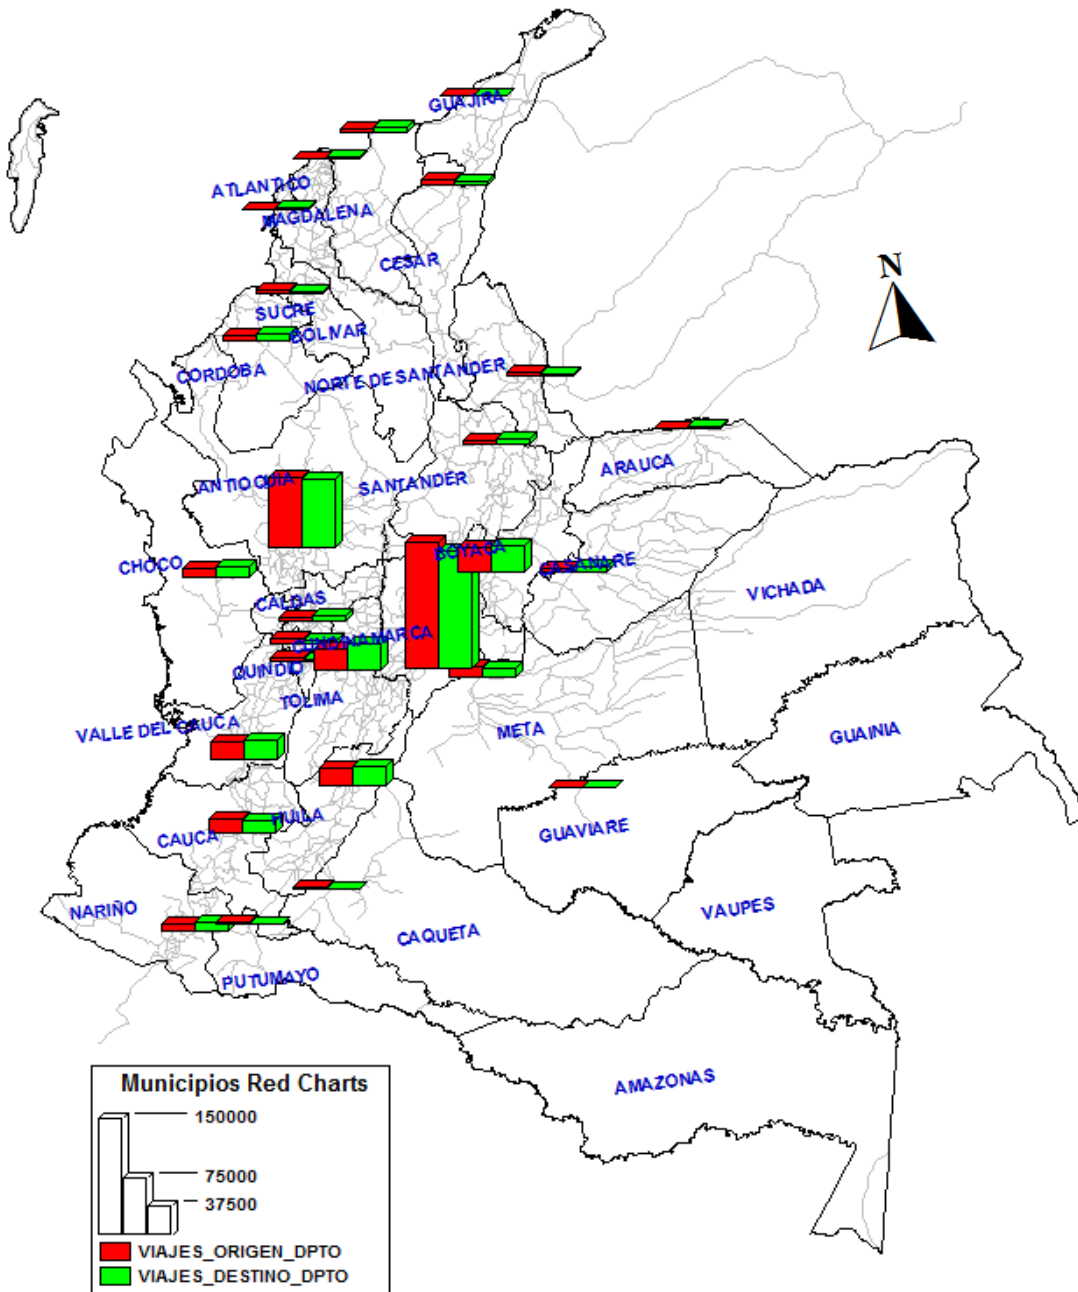 GUAJIRA
ATLANTICO
MAGDALENA
CESAR
N
SUCRE
BOLIVAR
CORDOBA
NORTE DE SANTANDER
ANTIOQUIA
SANTANDER
ARAUCA
CHOCO
BOYACA
CASANARE
VICHADA
CALDAS
CUNDINAMARCA
QUINDIO
TOLIMA
VALLE DEL CAUCA
META
GUAINIA
HUILA
CAUCA
GUAVIARE
NARIÑO
VAUPES
CAQUETA
PUTUMAYO
AMAZONAS
Municipios Red Charts
150000
75000
37500
VIAJES_ORIGEN_DPTO
VIAJES_DESTINO_DPTO